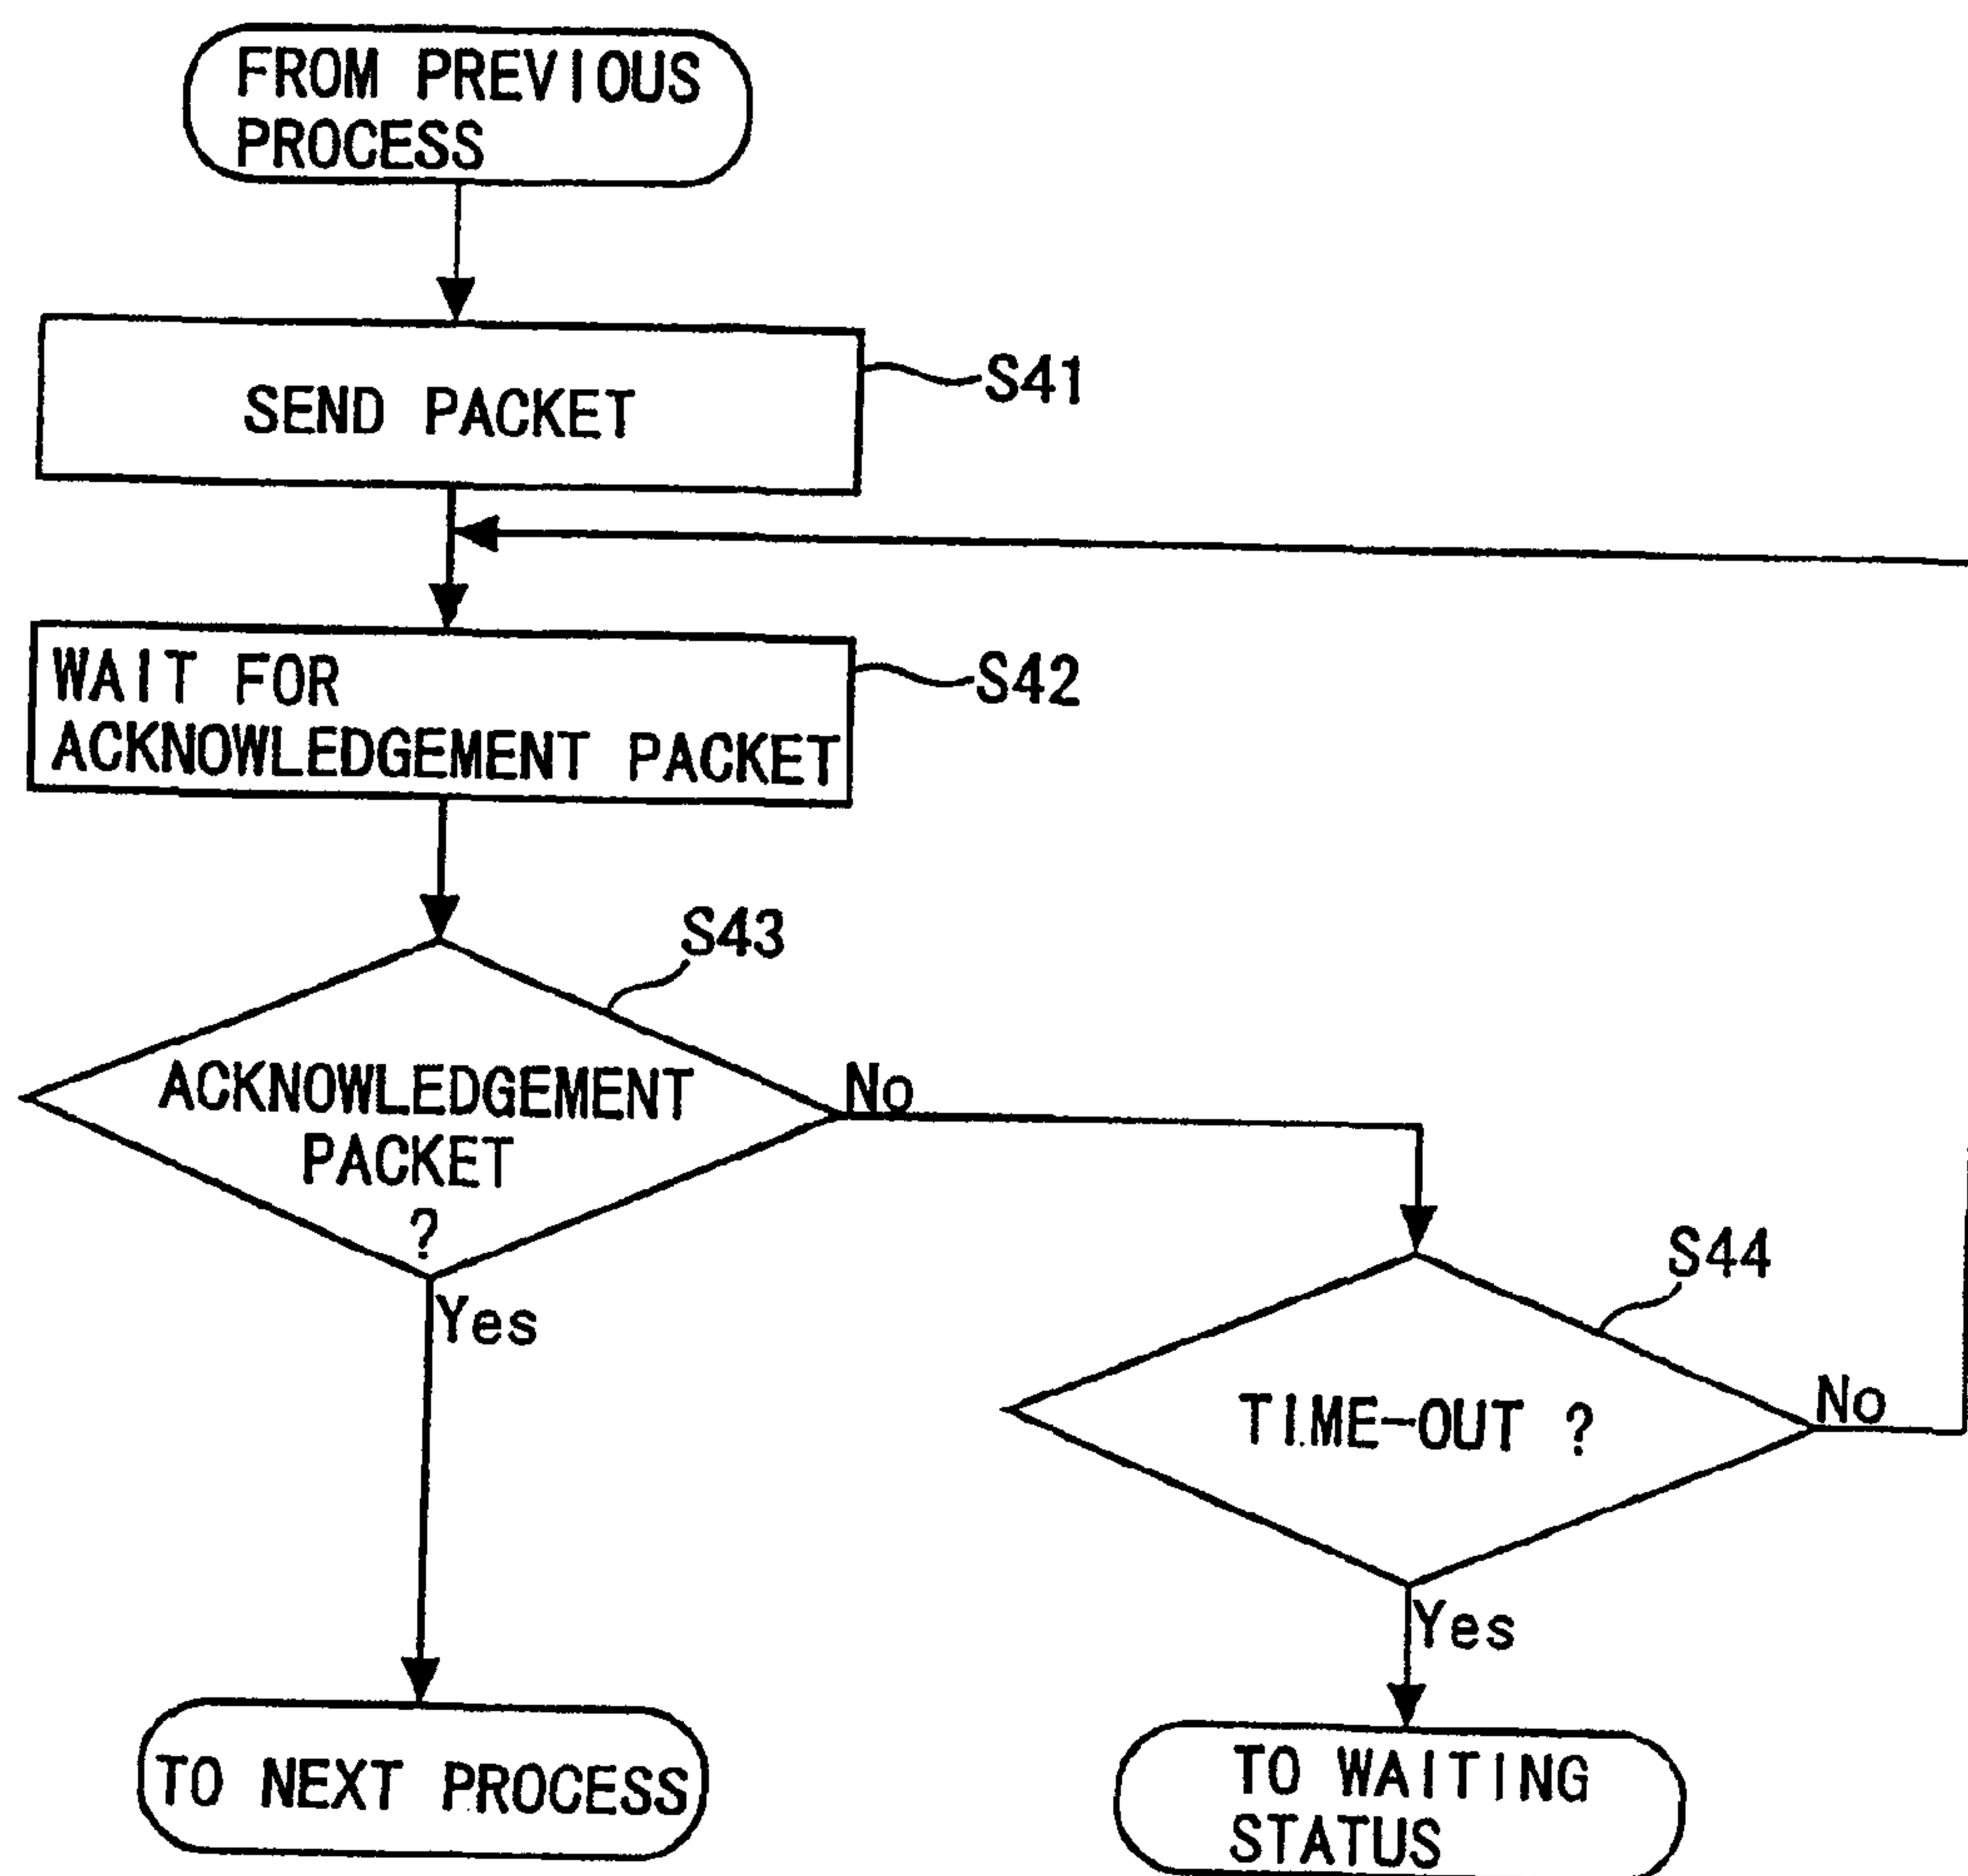 FROM PREVIOUS
PROCESS
SEND PACKET
S41
WAIT FOR
ACKNOWLEDGEMENT PACKET
S42
S43
ACKNOWLEDGEMENT
PACKET
?
No
Yes
S44
TIME-OUT ?
No
Yes
TO NEXT PROCESS
TO WAITING
STATUS